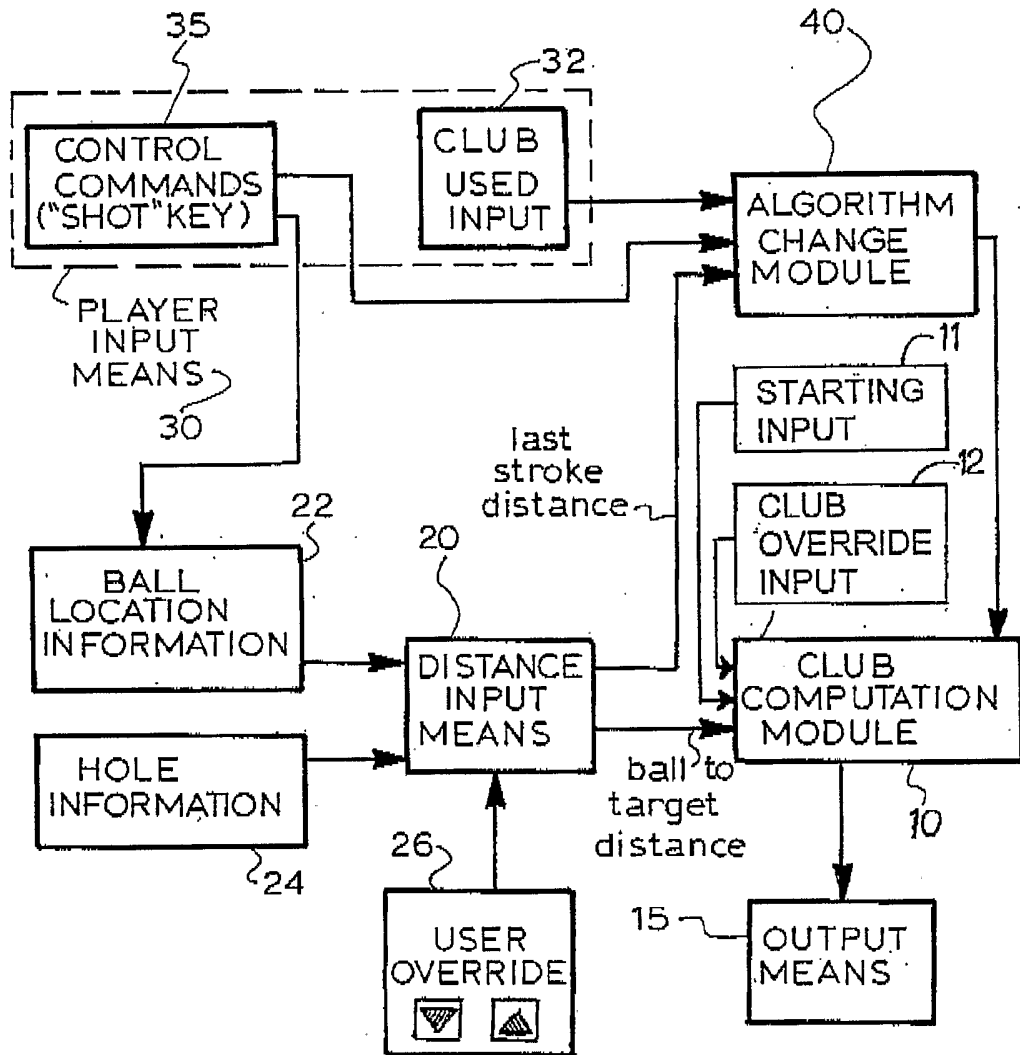 35
CONTROL
COMMANDS
("SHOT" KEY)
32
CLUB
USED
INPUT
40
ALGORITHM
CHANGE
MODULE
PLAYER
INPUT
MEANS
30
11
STARTING
INPUT
last
stroke
distance
12
CLUB
OVERRIDE
INPUT
22
BALL
LOCATION
INFORMATION
20
DISTANCE
INPUT
MEANS
CLUB
COMPUTATION
MODULE
10
HOLE
INFORMATION
24
ball to
target
distance
26
USER
OVERRIDE
15
OUTPUT
MEANS